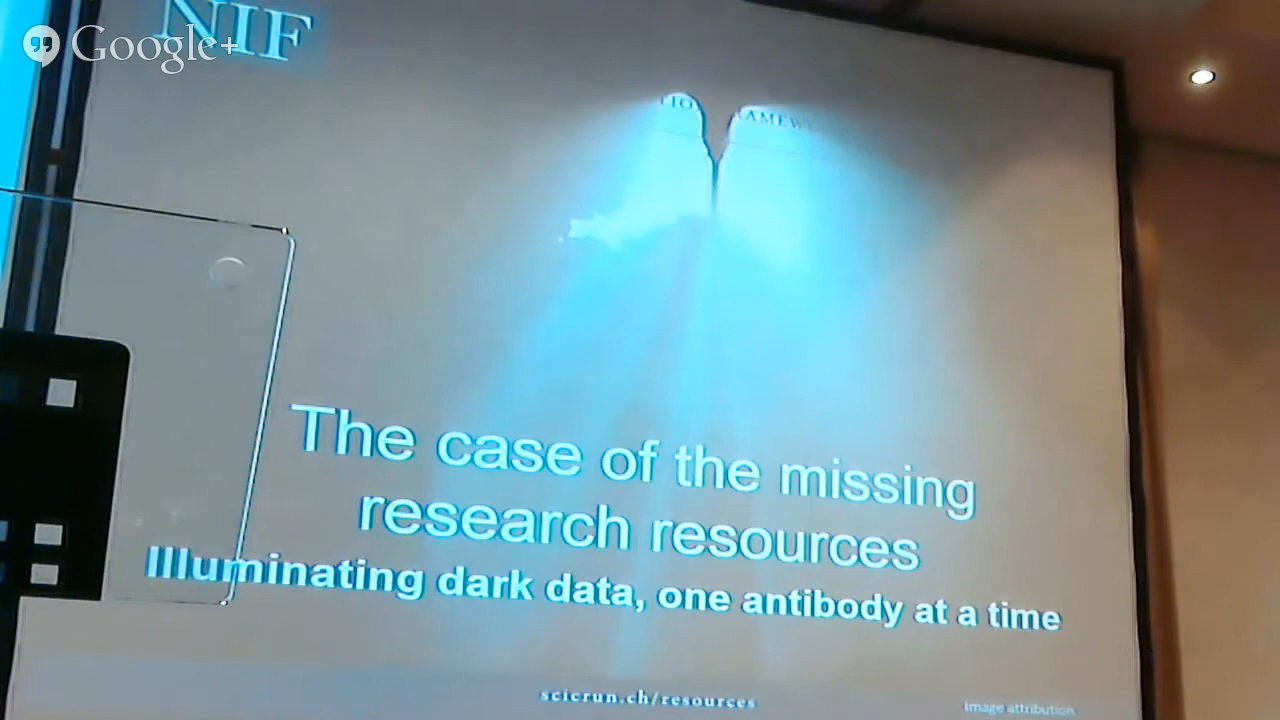 NIF
Google+
The case of the missing
research resources
Illuminating dark data, one antibody at a time
scicrun.ch/resources
image attribution